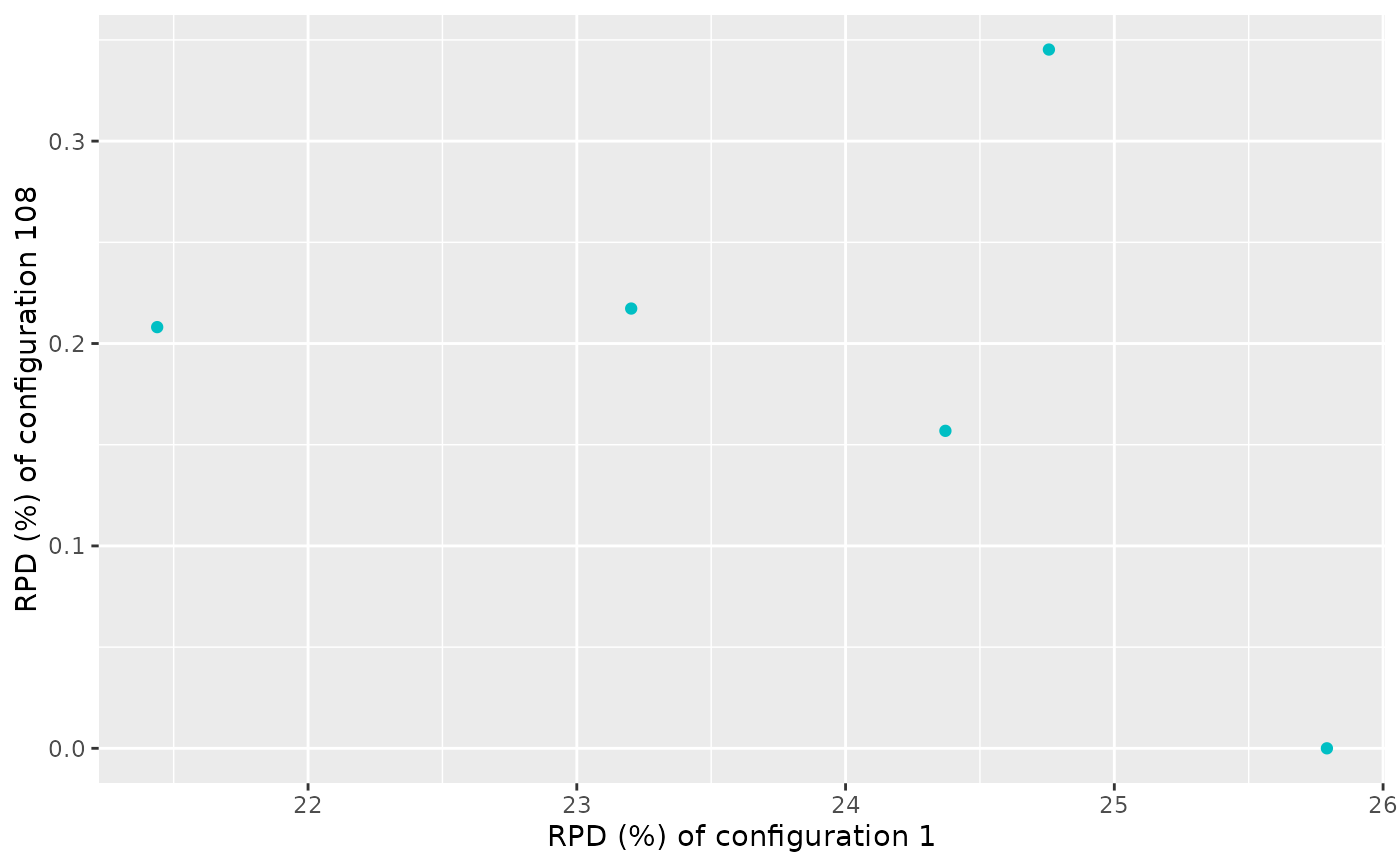 RPD (%) of configuration 108
0.3
0.2
0.1
0.0
22 23 24 25 26
RPD (%) of configuration 1